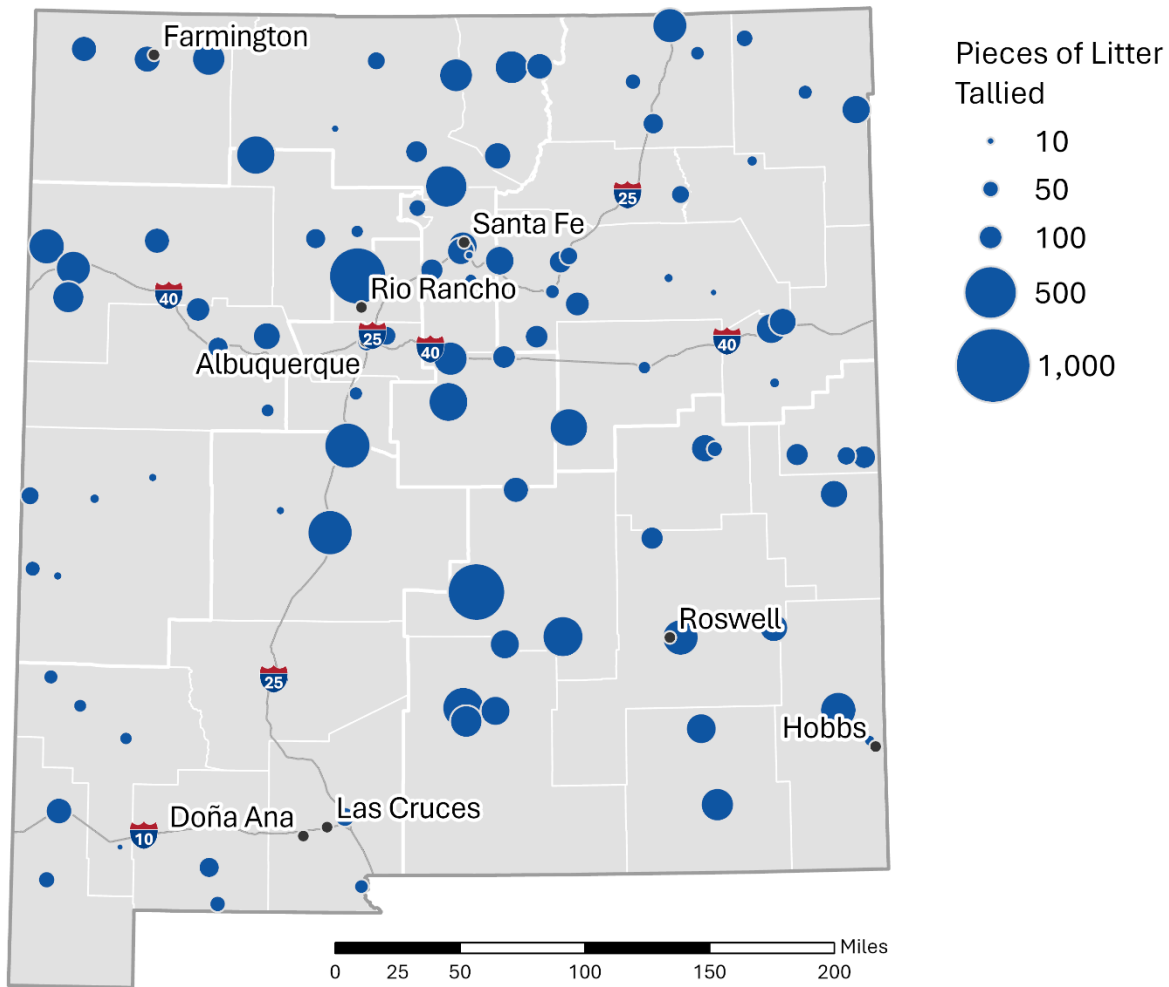 Farmington
Pieces of Litter
Tallied
10
50
25
100
Santa Fe
500
40
Rio Rancho
25
40
40
Albuquerque
1,000
Roswell
25
Hobbs
Doña Ana
Las Cruces
10
Miles
0
25
50
100
150
200